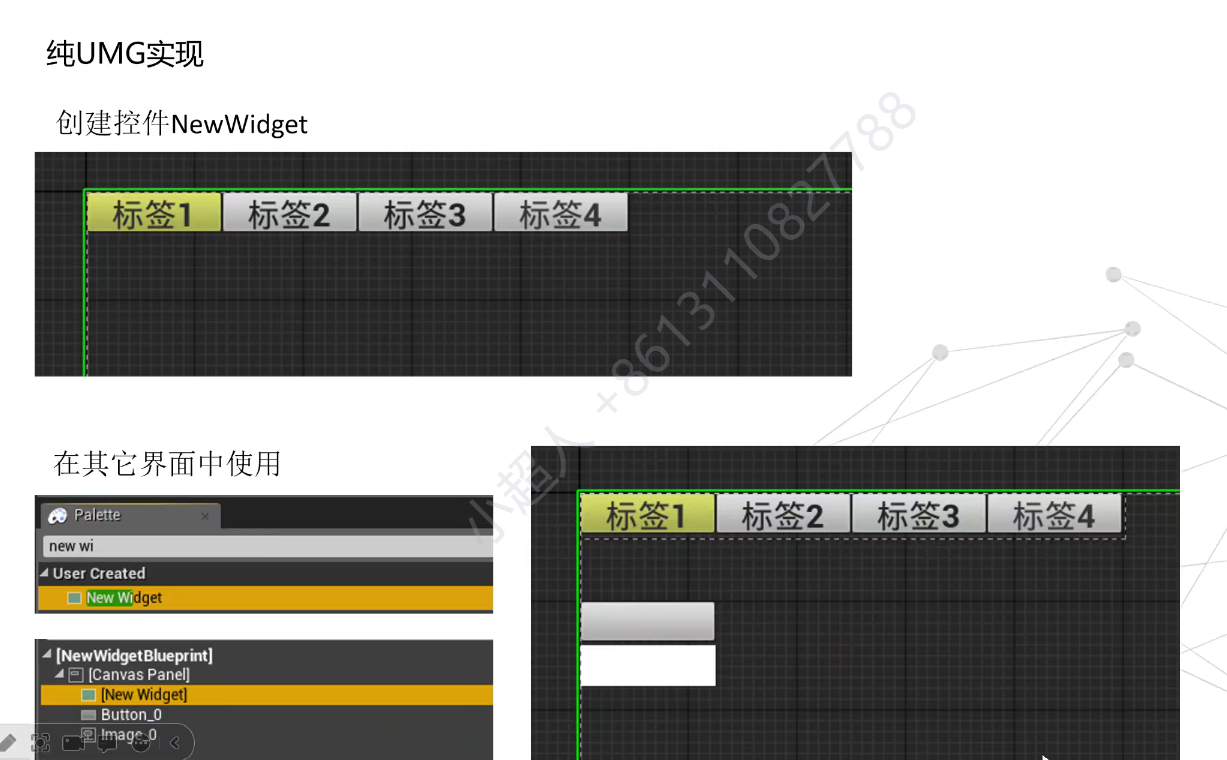 纯UMG实现
创建控件NewWidget
标签1 标签2 标签3 标签4
小超人 +8613110827788
在其它界面中使用
Palette
new wi
User Created
New Widget
[NewWidgetBlueprint]
[Canvas Panel]
[New Widget]
Button_0
Image_0
标签1 标签2 标签3 标签4